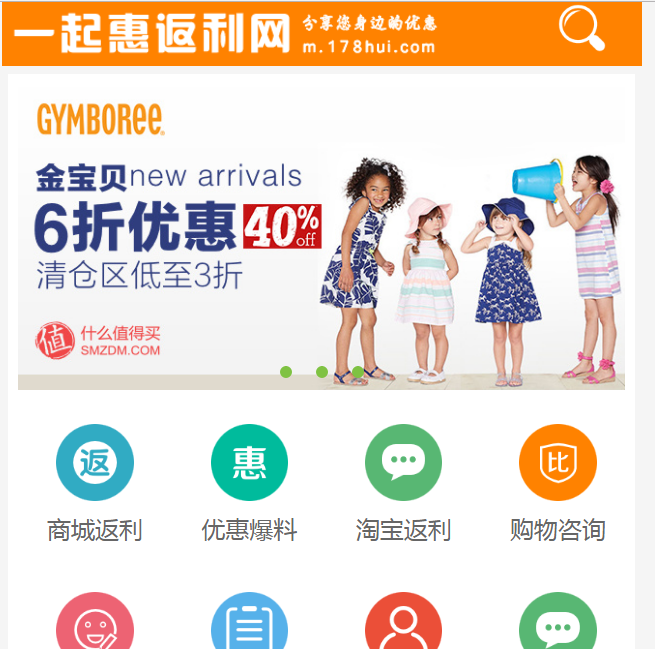 一起惠返利网
分享您身边的优惠
m.178hui.com
GYMBOREE
金宝贝new arrivals
6折优惠 40% off
清仓区低至3折
值 什么值得买
SMZDM.COM
返 惠 比
商城返利 优惠爆料 淘宝返利 购物咨询